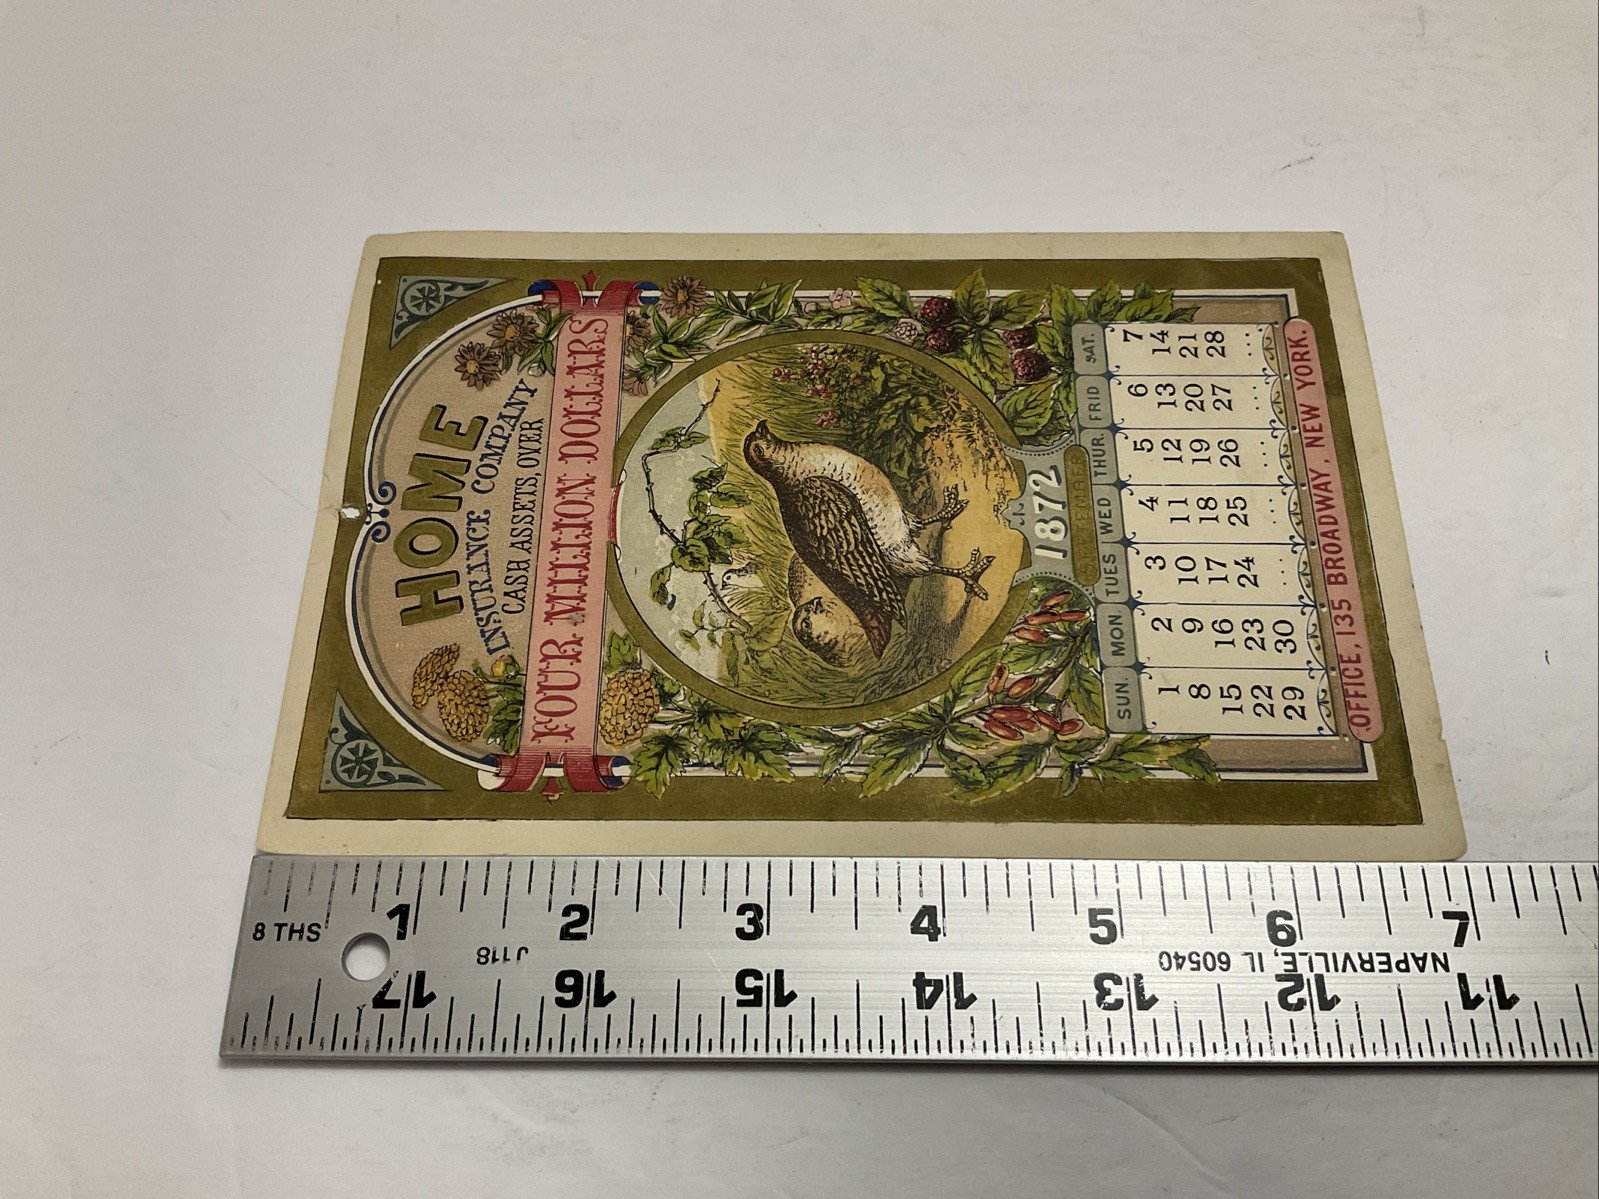 HOME
INSURANCE COMPANY
CASH ASSETS, OVER
FOUR MILLION DOLLARS
1872
SEPTEMBER
SUN. MON TUES WED THUR. FRID SAT.
1 2 3 4 5 6 7
8 9 10 11 12 13 14
15 16 17 18 19 20 21
22 23 24 25 26 27 28
29 30 ... ... ... ... ...
OFFICE, 135 BROADWAY, NEW YORK.
8 THS
1 2 3 4 5 6 7
J118
NAPERVILLE, IL 60540
17 16 15 14 13 12 11